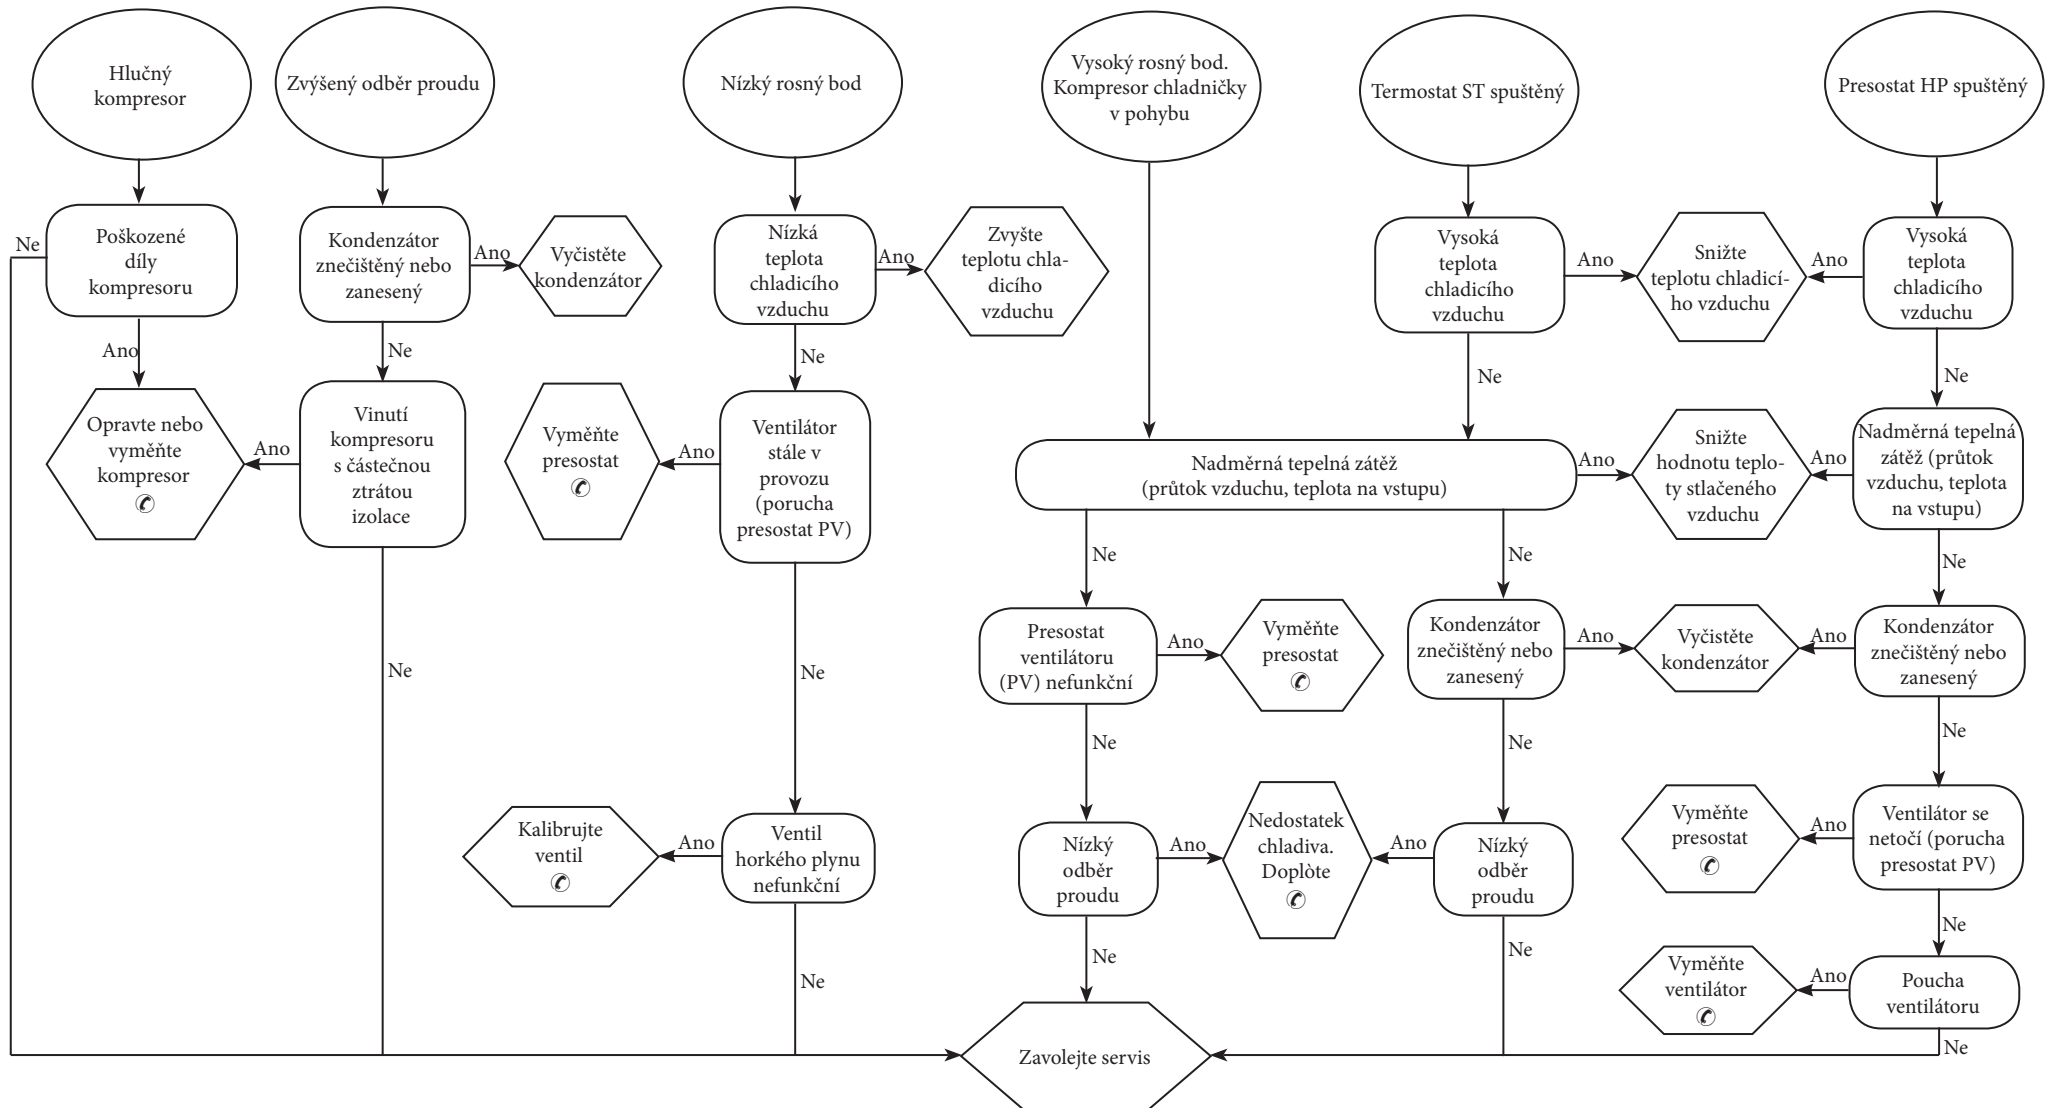 Hlučný
kompresor
Zvýšený odběr proudu
Nízký rosný bod
Vysoký rosný bod.
Kompresor chladničky
v pohybu
Termostat ST spuštěný
Presostat HP spuštěný
Ne
Poškozené
díly
kompresoru
Ano
Opravte nebo
vyměňte
kompresor
✆
Kondenzátor
znečištěný nebo
zanesený
Ano
Vyčistěte
kondenzátor
Ne
Vinutí
kompresoru
s částečnou
ztrátou
izolace
Ano
Ne
Nízká
teplota
chladicího
vzduchu
Ano
Zvyšte
teplotu chla-
dicího
vzduchu
Ne
Ventilátor
stále v
provozu
(porucha
presostat PV)
Ano
Vyměňte
presostat
✆
Ne
Ventil
horkého plynu
nefunkční
Ano
Kalibrujte
ventil
✆
Ne
Vysoká
teplota
chladicího
vzduchu
Ano
Snižte
teplotu chladicí-
ho vzduchu
Ano
Vysoká
teplota
chladicího
vzduchu
Ne
Ne
Nadměrná tepelná zátěž
(průtok vzduchu, teplota na vstupu)
Ano
Snižte
hodnotu teplo-
ty stlačeného
vzduchu
Ano
Nadměrná tepelná
zátěž (průtok
vzduchu, teplota
na vstupu)
Ne
Ne
Ne
Presostat
ventilátoru
(PV) nefunkční
Ano
Vyměňte
presostat
✆
Kondenzátor
znečištěný nebo
zanesený
Ano
Vyčistěte
kondenzátor
Ano
Kondenzátor
znečištěný nebo
zanesený
Ne
Ne
Ne
Nízký
odběr
proudu
Ano
Nedostatek
chladiva.
Doplòte
✆
Ano
Nízký
odběr
proudu
Vyměňte
presostat
✆
Ano
Ventilátor se
netočí (porucha
presostat PV)
Ne
Ne
Ne
Vyměňte
ventilátor
✆
Ano
Poucha
ventilátoru
Ne
Zavolejte servis